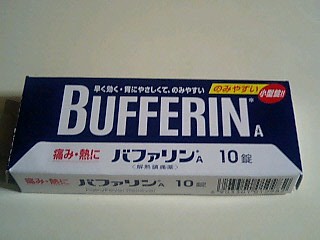 早く効く・胃にやさしくて、のみやすい
のみやすい
小型錠!!
BUFFERIN® A
痛み・熱に バファリン®A 10錠
〈解熱鎮痛薬〉
痛み・熱に バファリンA 10錠